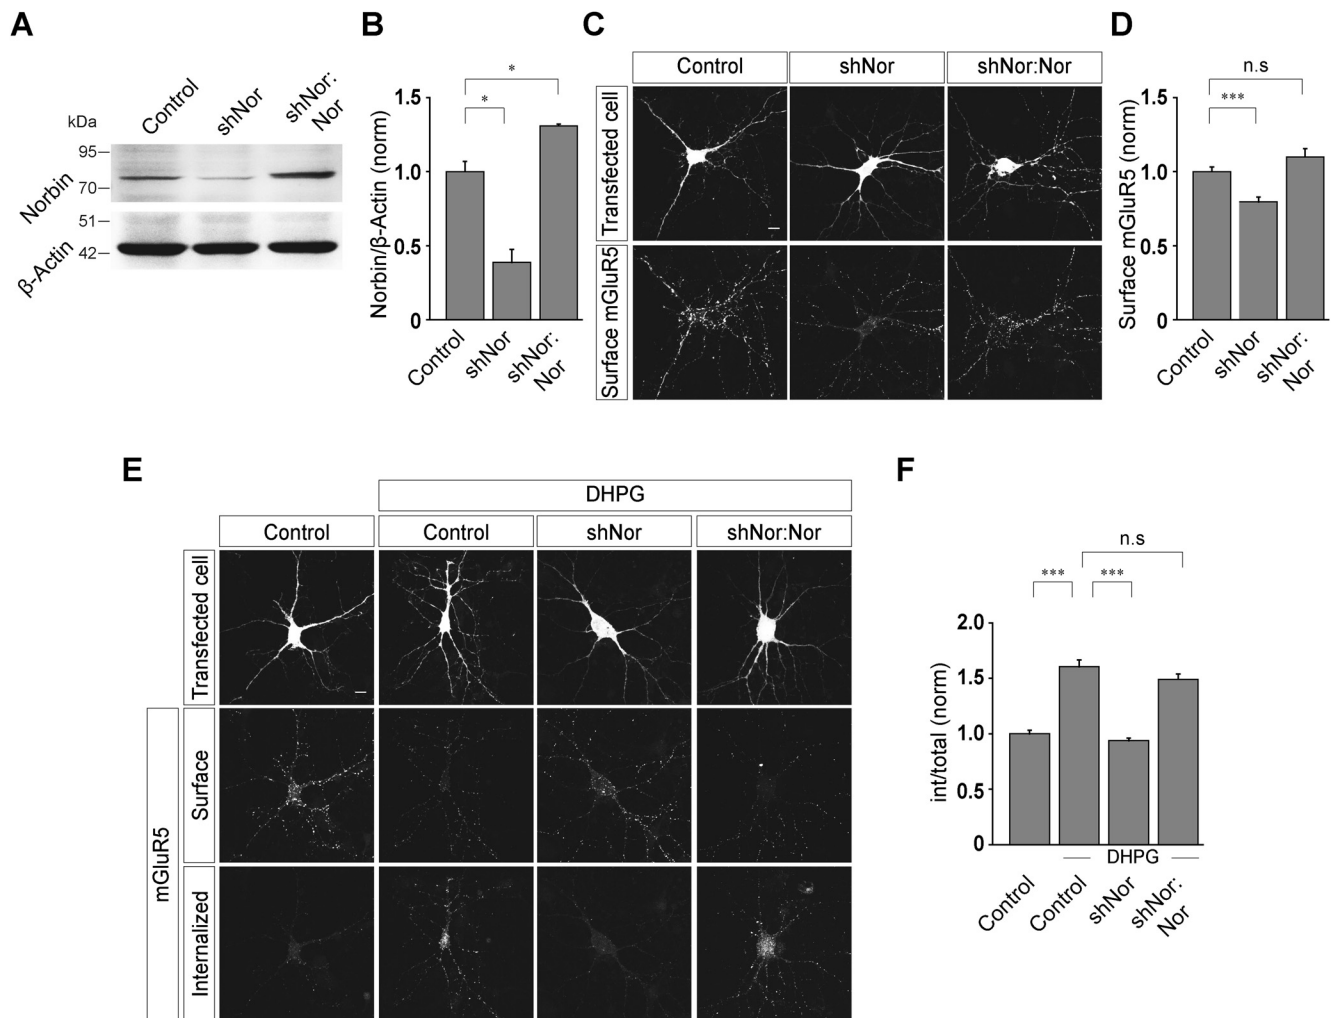 A
kDa
Control
shNor
shNor:
Nor
95
70
51
42
Norbin
β-Actin
B
*
*
Norbin/β-Actin (norm)
1.5
1.0
0.5
0
Control
shNor
shNor:
Nor
C
Control
shNor
shNor:Nor
Transfected cell
Surface mGluR5
D
n.s
***
Surface mGluR5 (norm)
1.5
1.0
0.5
0
Control
shNor
shNor:
Nor
E
DHPG
Control
Control
shNor
shNor:Nor
Transfected cell
mGluR5
Surface
Internalized
F
n.s
***
***
int/total (norm)
2.0
1.5
1.0
0.5
0
DHPG
Control
Control
shNor
shNor:
Nor